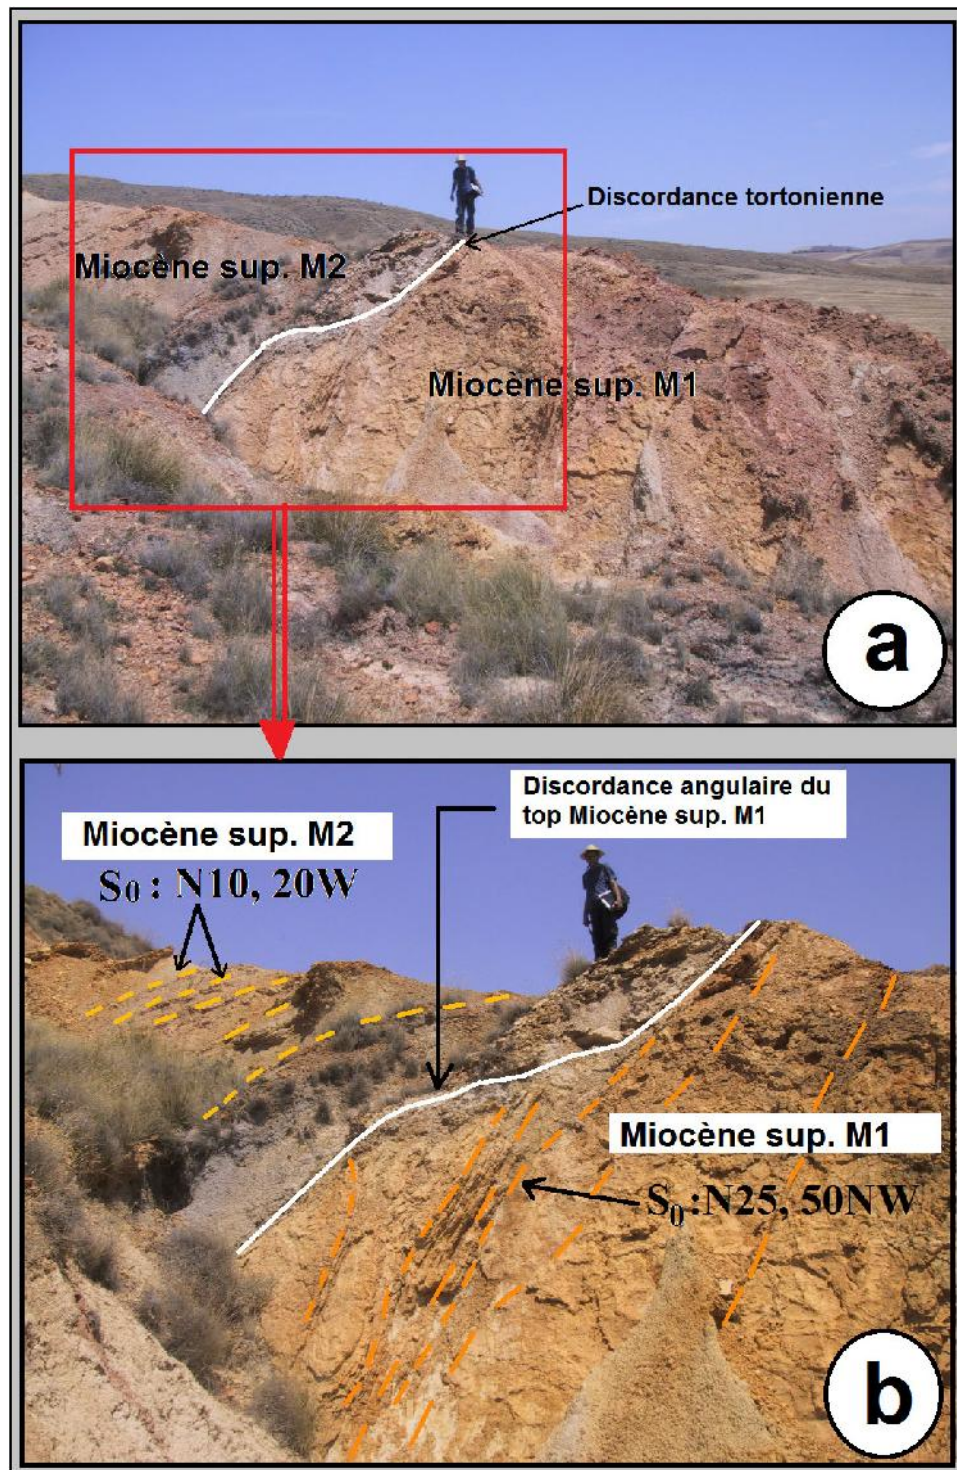 Discordance tortonienne
Miocène sup. M2
Miocène sup. M1
a
Discordance angulaire du
top Miocène sup. M1
Miocène sup. M2
S₀ : N10, 20W
Miocène sup. M1
S₀ :N25, 50NW
b